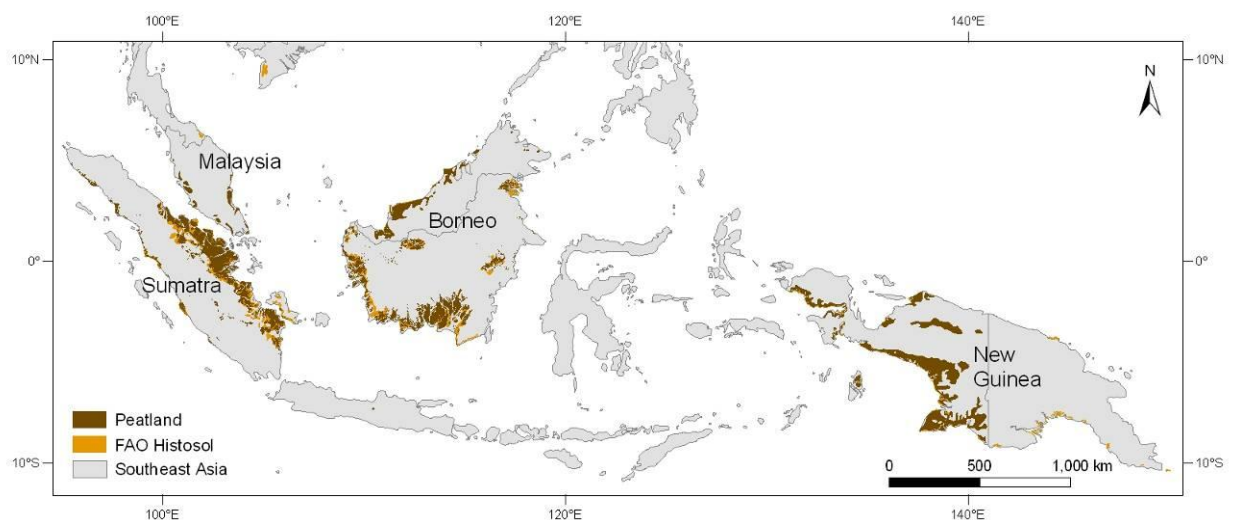 100°E 120°E 140°E
10°N 10°N
N
Malaysia
Borneo
0° 0°
Sumatra
New
Guinea
Peatland
FAO Histosol
Southeast Asia
0 500 1,000 km
10°S 10°S
100°E 120°E 140°E